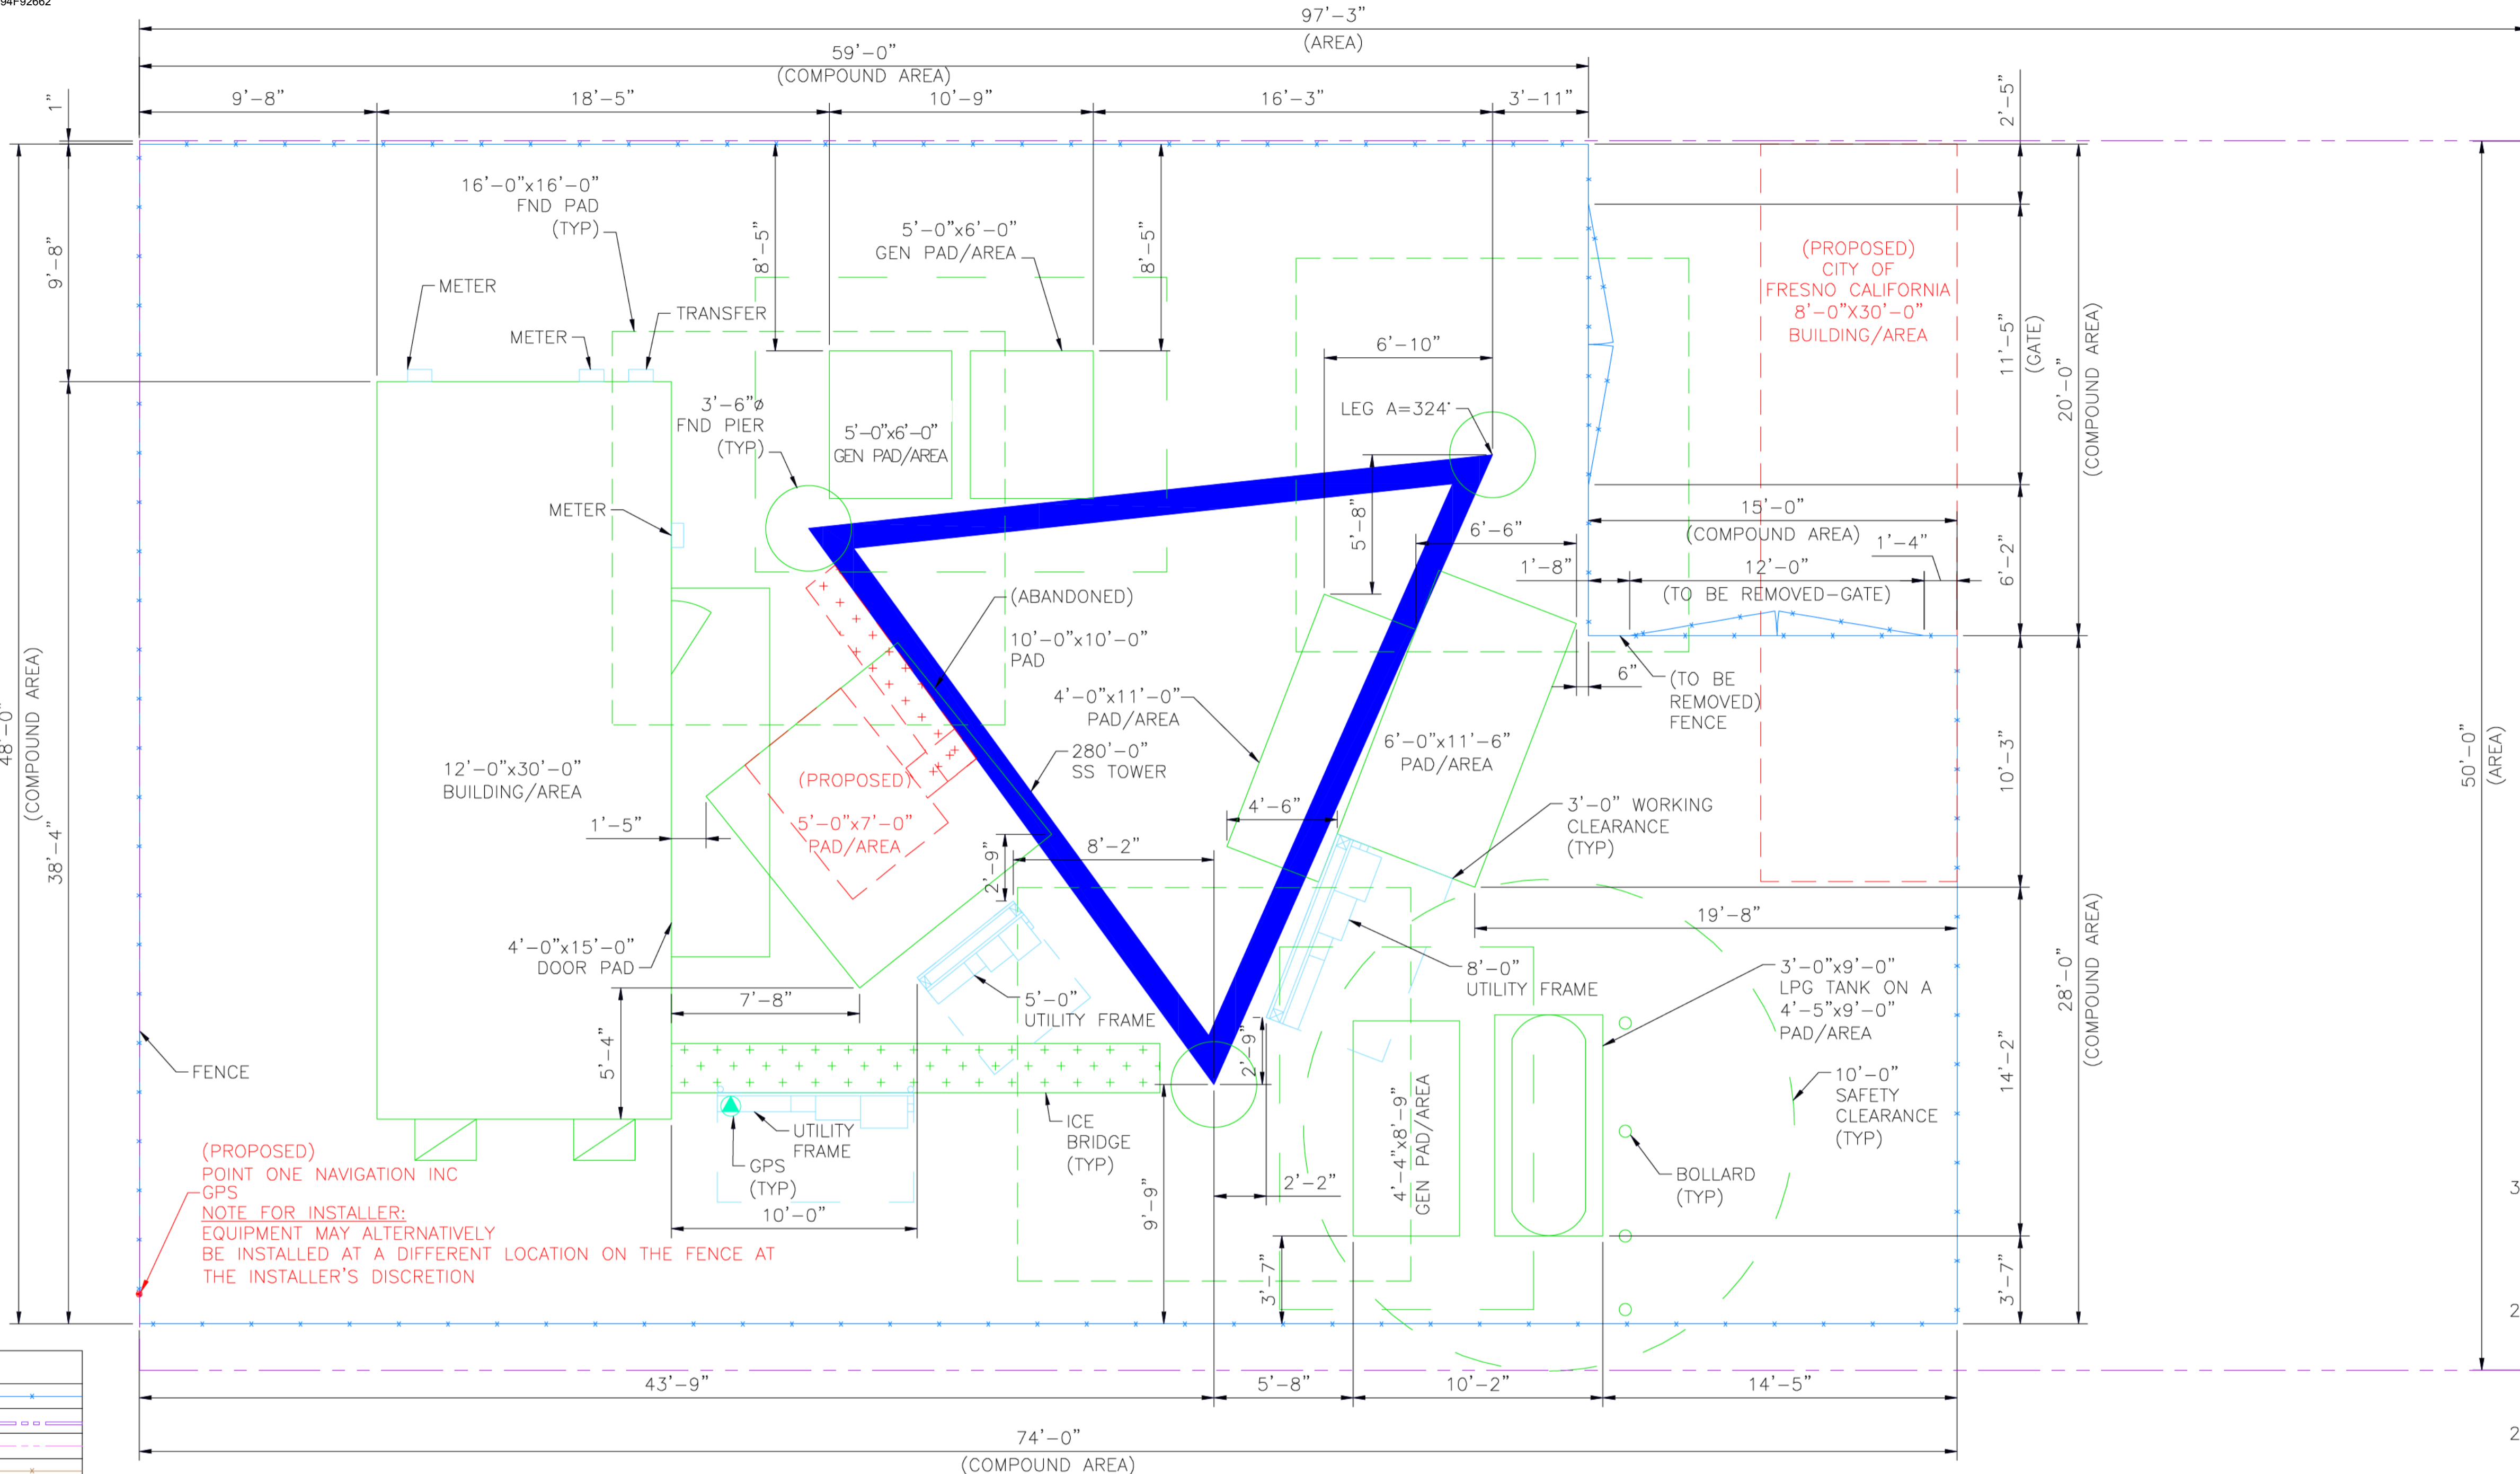 94F92662
97'-3"
(AREA)
59'-0"
(COMPOUND AREA)
9'-8"
18'-5"
10'-9"
16'-3"
3'-11"
1"
2'-5"
9'-8"
38'-4"
48'-0"
(COMPOUND AREA)
16'-0"x16'-0"
FND PAD
(TYP)
8'-5"
5'-0"x6'-0"
GEN PAD/AREA
8'-5"
METER
METER
TRANSFER
3'-6"ø
FND PIER
(TYP)
5'-0"x6'-0"
GEN PAD/AREA
METER
6'-10"
LEG A=324°
5'-8"
6'-6"
(PROPOSED)
CITY OF
FRESNO CALIFORNIA
8'-0"X30'-0"
BUILDING/AREA
11'-5"
(GATE)
20'-0"
(COMPOUND AREA)
15'-0"
(COMPOUND AREA)
1'-4"
1'-8"
12'-0"
(TO BE REMOVED-GATE)
6'-2"
6"
(TO BE
REMOVED)
FENCE
50'-0"
(AREA)
(ABANDONED)
10'-0"x10'-0"
PAD
4'-0"x11'-0"
PAD/AREA
280'-0"
SS TOWER
6'-0"x11'-6"
PAD/AREA
10'-3"
12'-0"x30'-0"
BUILDING/AREA
(PROPOSED)
5'-0"x7'-0"
PAD/AREA
1'-5"
2'-9"
8'-2"
4'-6"
3'-0" WORKING
CLEARANCE
(TYP)
19'-8"
4'-0"x15'-0"
DOOR PAD
7'-8"
5'-4"
5'-0"
UTILITY FRAME
8'-0"
UTILITY FRAME
3'-0"x9'-0"
LPG TANK ON A
4'-5"x9'-0"
PAD/AREA
28'-0"
(COMPOUND AREA)
14'-2"
2'-9"
FENCE
UTILITY
FRAME
GPS
(TYP)
ICE
BRIDGE
(TYP)
10'-0"
SAFETY
CLEARANCE
(TYP)
4'-4"x8'-9"
GEN PAD/AREA
BOLLARD
(TYP)
2'-2"
10'-0"
9'-9"
(PROPOSED)
POINT ONE NAVIGATION INC
GPS
NOTE FOR INSTALLER:
EQUIPMENT MAY ALTERNATIVELY
BE INSTALLED AT A DIFFERENT LOCATION ON THE FENCE AT
THE INSTALLER'S DISCRETION
3'-7"
3'-7"
3
2
2
43'-9"
5'-8"
10'-2"
14'-5"
74'-0"
(COMPOUND AREA)